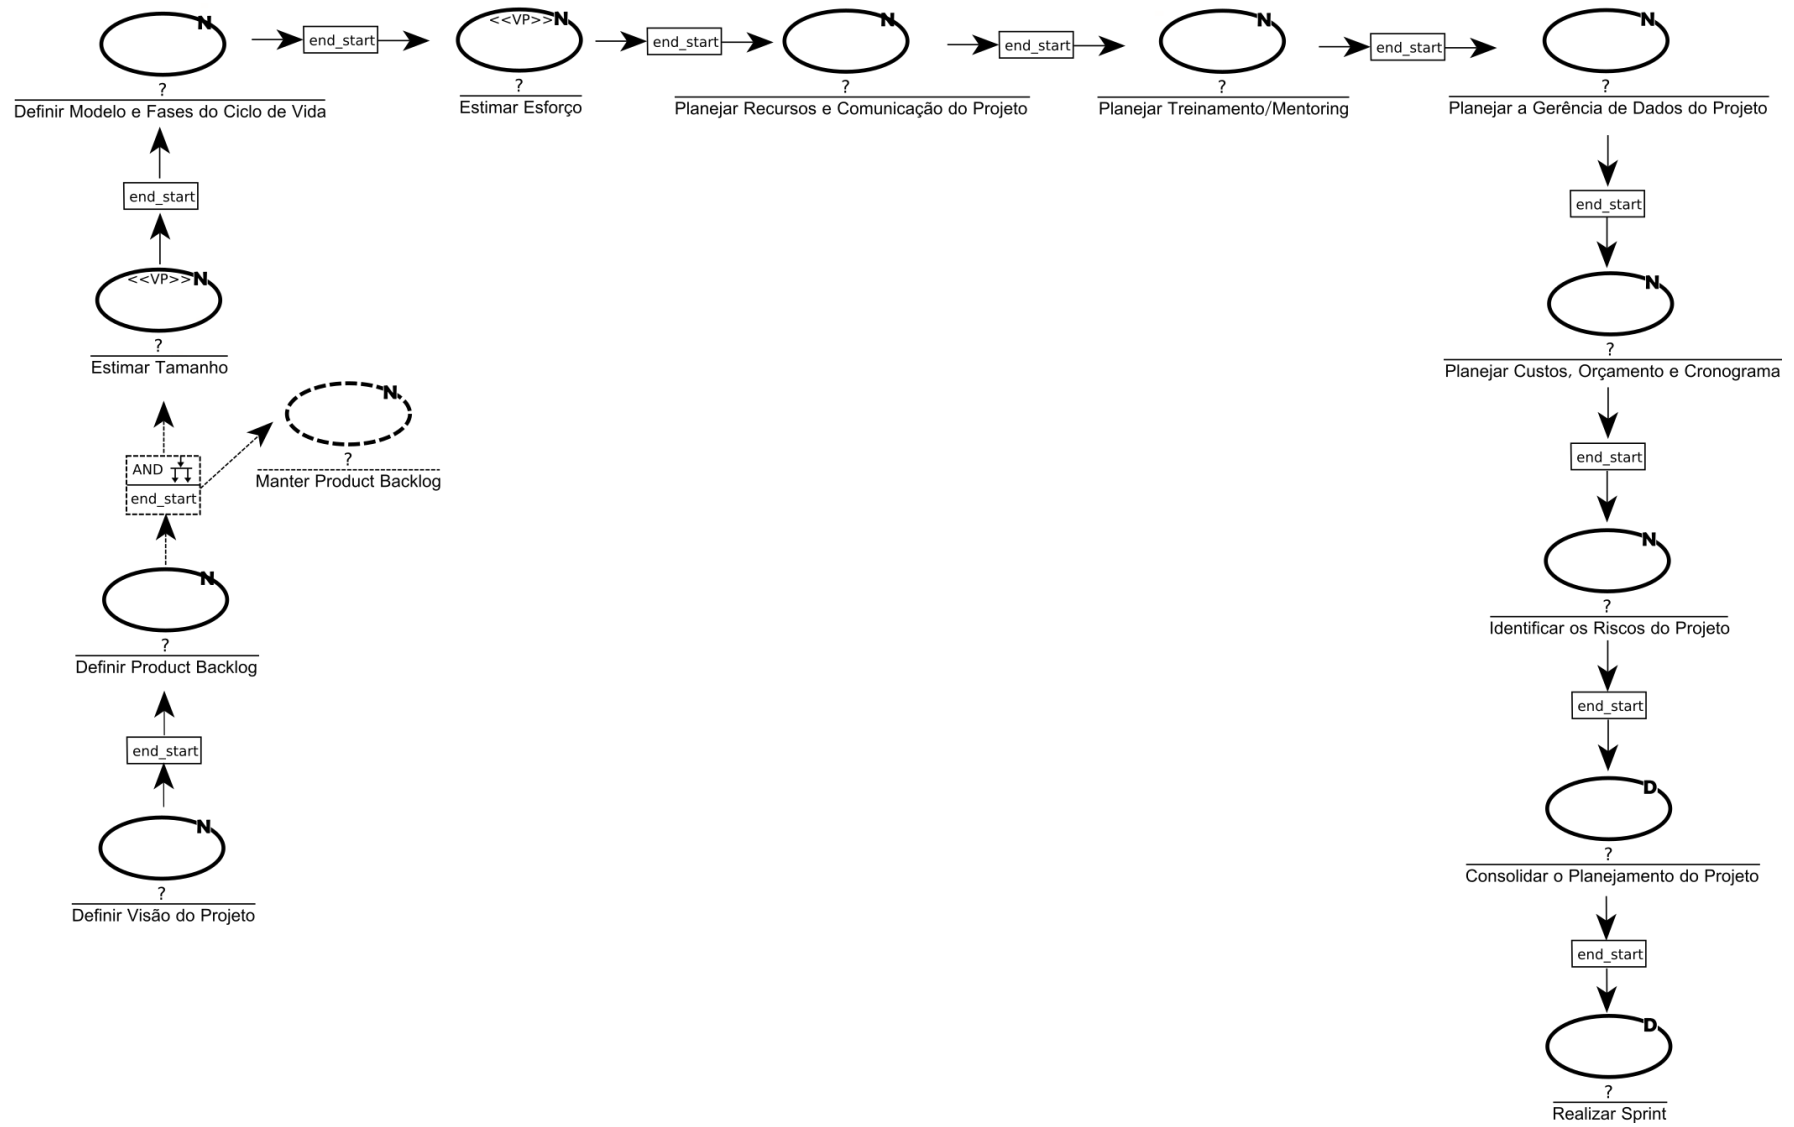 N
end_start
<<VP>>N
end_start
N
end_start
N
end_start
N
?
Definir Modelo e Fases do Ciclo de Vida
?
Estimar Esforço
?
Planejar Recursos e Comunicação do Projeto
?
Planejar Treinamento/Mentoring
?
Planejar a Gerência de Dados do Projeto
end_start
end_start
<<VP>>N
N
?
Estimar Tamanho
?
Planejar Custos, Orçamento e Cronograma
N
?
Manter Product Backlog
AND
end_start
end_start
N
?
Definir Product Backlog
N
?
Identificar os Riscos do Projeto
end_start
end_start
N
?
Definir Visão do Projeto
D
?
Consolidar o Planejamento do Projeto
end_start
D
?
Realizar Sprint